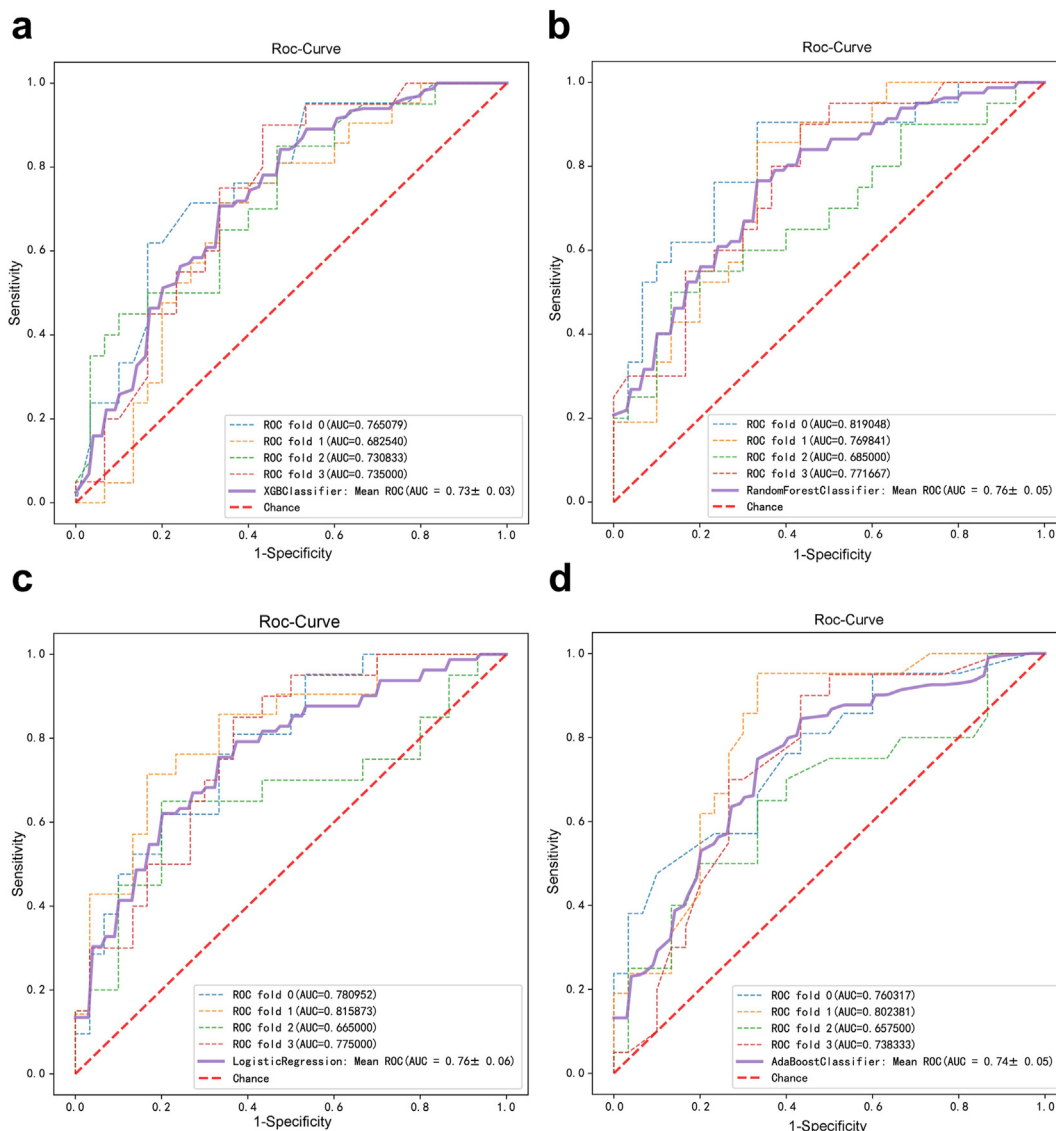 a
Roc-Curve
Sensitivity
1.0
0.8
0.6
0.4
0.2
0.0
0.0 0.2 0.4 0.6 0.8 1.0
1-Specificity
ROC fold 0(AUC=0.765079)
ROC fold 1(AUC=0.682540)
ROC fold 2(AUC=0.730833)
ROC fold 3(AUC=0.735000)
XGBClassifier: Mean ROC(AUC = 0.73± 0.03)
Chance
b
Roc-Curve
Sensitivity
1.0
0.8
0.6
0.4
0.2
0.0
0.0 0.2 0.4 0.6 0.8 1.0
1-Specificity
ROC fold 0(AUC=0.819048)
ROC fold 1(AUC=0.769841)
ROC fold 2(AUC=0.685000)
ROC fold 3(AUC=0.771667)
RandomForestClassifier: Mean ROC(AUC = 0.76± 0.05)
Chance
c
Roc-Curve
Sensitivity
1.0
0.8
0.6
0.4
0.2
0.0
0.0 0.2 0.4 0.6 0.8 1.0
1-Specificity
ROC fold 0(AUC=0.780952)
ROC fold 1(AUC=0.815873)
ROC fold 2(AUC=0.665000)
ROC fold 3(AUC=0.775000)
LogisticRegression: Mean ROC(AUC = 0.76± 0.06)
Chance
d
Roc-Curve
Sensitivity
1.0
0.8
0.6
0.4
0.2
0.0
0.0 0.2 0.4 0.6 0.8 1.0
1-Specificity
ROC fold 0(AUC=0.760317)
ROC fold 1(AUC=0.802381)
ROC fold 2(AUC=0.657500)
ROC fold 3(AUC=0.738333)
AdaBoostClassifier: Mean ROC(AUC = 0.74± 0.05)
Chance